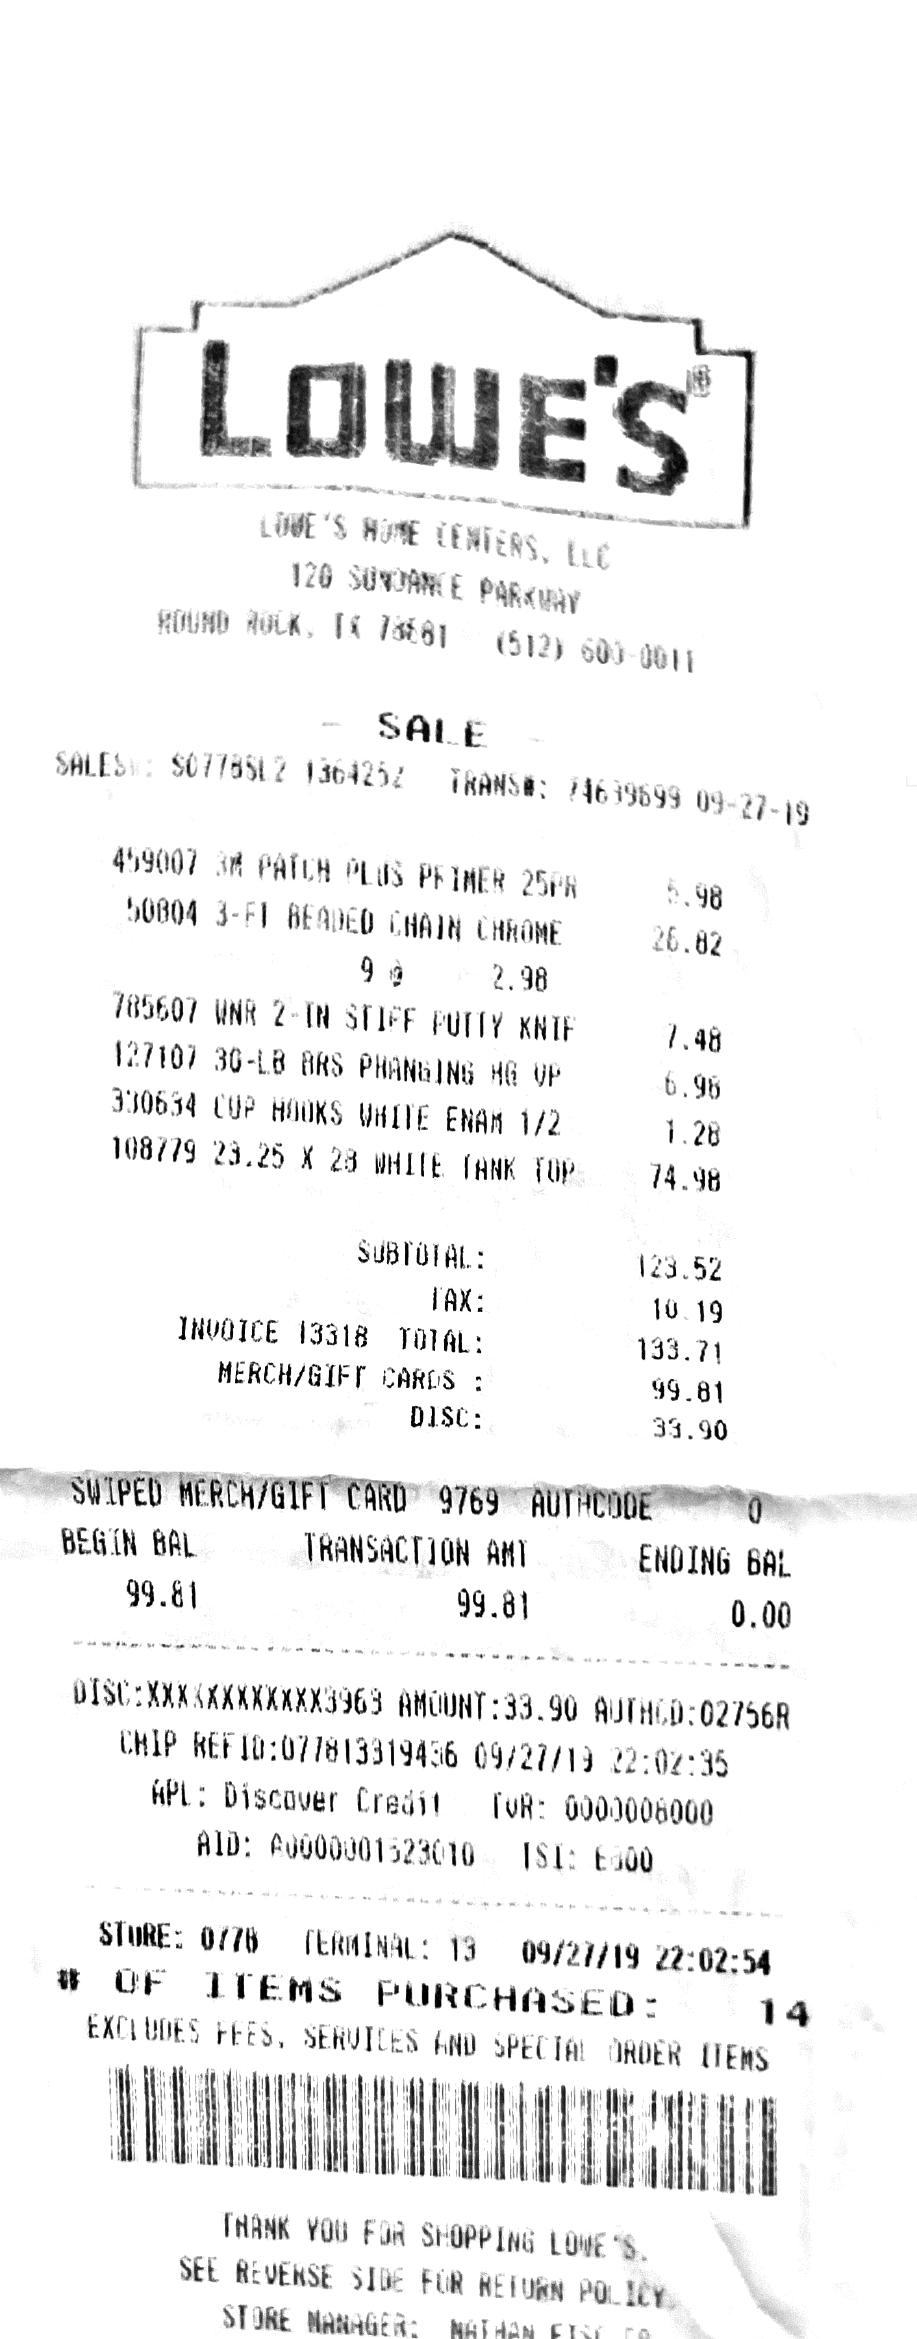 LOWE'S®
LOWE'S HOME CENTERS, LLC
120 SUNDANCE PARKWAY
ROUND ROCK, TX 78681 (512) 600-0011
- SALE -
SALES#: S0778SL2 1364252 TRANS#: 74639699 09-27-19
459007 3M PATCH PLUS PRIMER 25PR 5.98
50804 3-FT BEADED CHAIN CHROME 26.82
9 @ 2.98
785607 WNR 2-IN STIFF PUTTY KNIF 7.48
127107 30-LB BRS PHANGING HG VP 6.98
330634 CUP HOOKS WHITE ENAM 1/2 1.28
108779 23.25 X 28 WHITE TANK TOP 74.98
SUBTOTAL: 123.52
TAX: 10.19
INVOICE 13318 TOTAL: 133.71
MERCH/GIFT CARDS : 99.81
DISC: 33.90
SWIPED MERCH/GIFT CARD 9769 AUTHCODE 0
BEGIN BAL TRANSACTION AMT ENDING BAL
99.81 99.81 0.00
DISC:XXXXXXXXXXXX3963 AMOUNT:33.90 AUTHCD:02756R
CHIP REFID:077813319436 09/27/19 22:02:35
APL: Discover Credit TVR: 0000008000
AID: A0000001523010 TSI: E800
STORE: 0778 TERMINAL: 13 09/27/19 22:02:54
# OF ITEMS PURCHASED: 14
EXCLUDES FEES, SERVICES AND SPECIAL ORDER ITEMS
THANK YOU FOR SHOPPING LOWE'S.
SEE REVERSE SIDE FOR RETURN POLICY.
STORE MANAGER: NATHAN